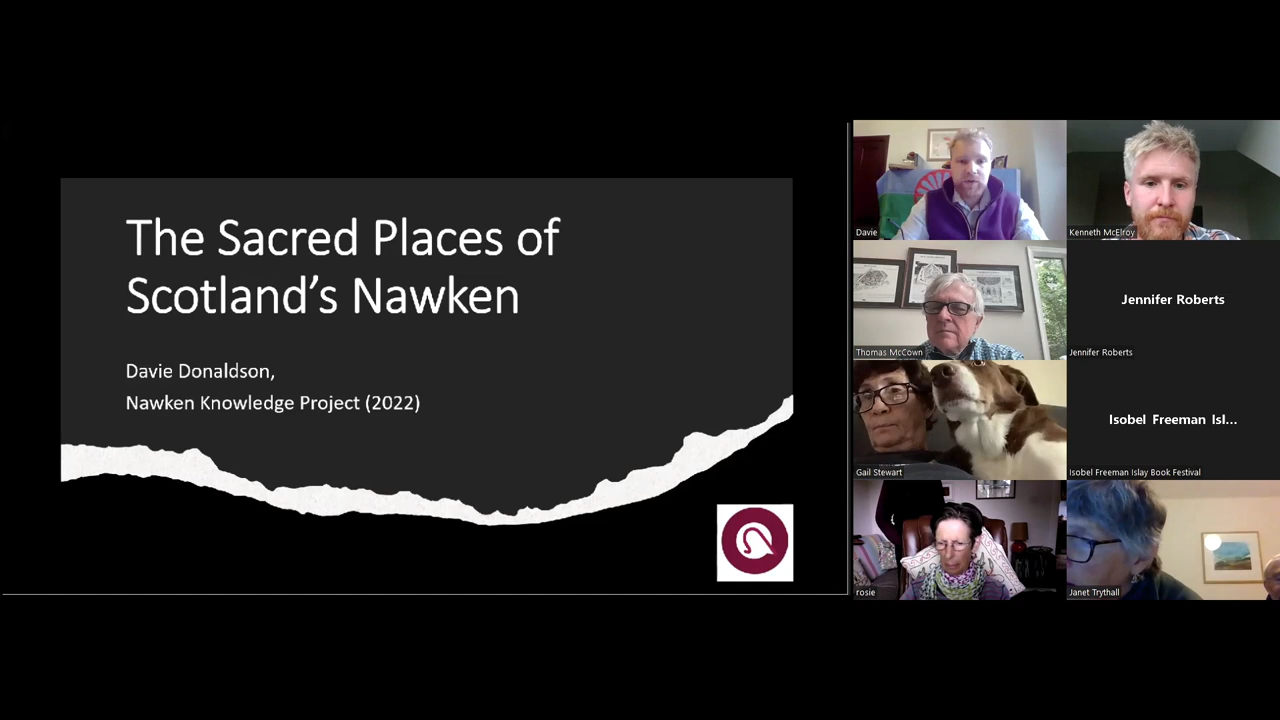 The Sacred Places of
Scotland's Nawken
Davie Donaldson,
Nawken Knowledge Project (2022)
Davie
Kenneth McElroy
Thomas McCown
Jennifer Roberts
Jennifer Roberts
Gail Stewart
Isobel Freeman Isl...
Isobel Freeman Islay Book Festival
rosie
Janet Trythall